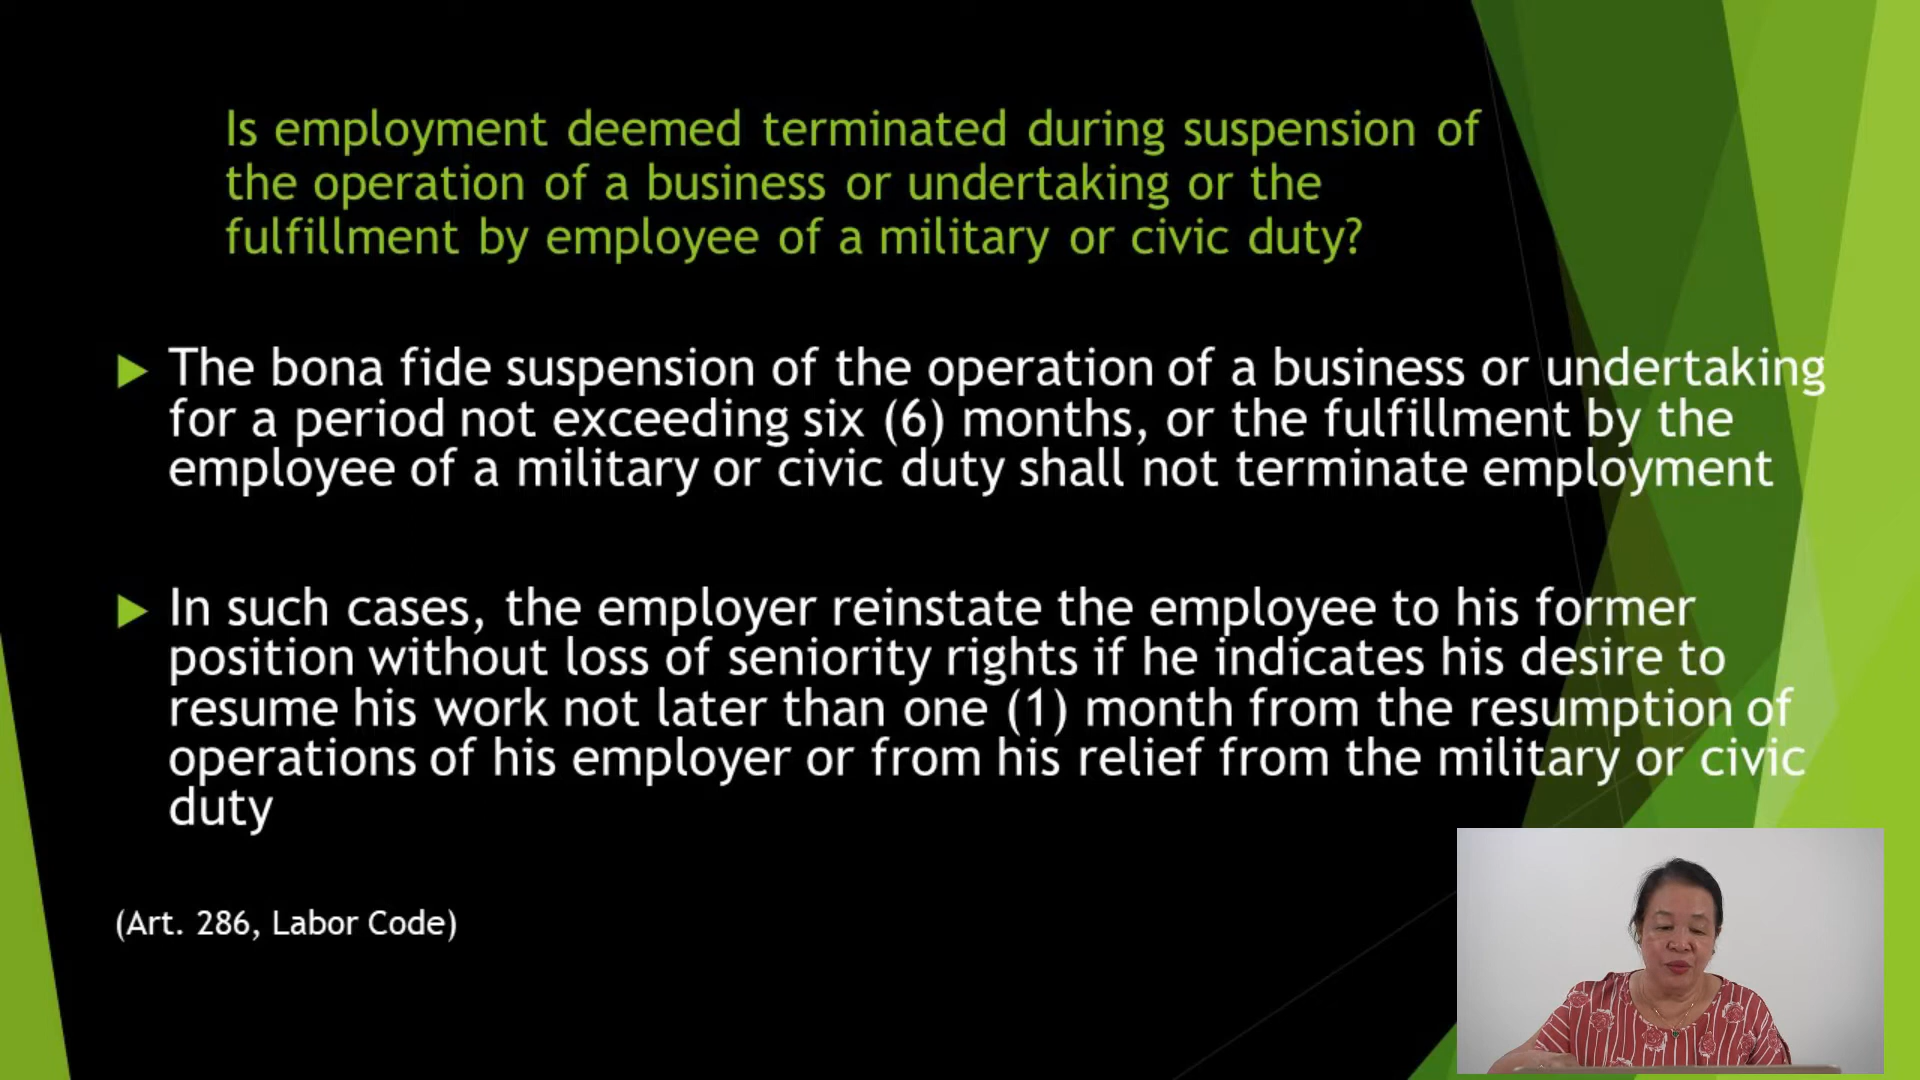 Is employment deemed terminated during suspension of
the operation of a business or undertaking or the
fulfillment by employee of a military or civic duty?
The bona fide suspension of the operation of a business or undertaking
for a period not exceeding six (6) months, or the fulfillment by the
employee of a military or civic duty shall not terminate employment
In such cases, the employer reinstate the employee to his former
position without loss of seniority rights if he indicates his desire to
resume his work not later than one (1) month from the resumption of
operations of his employer or from his relief from the military or civic
duty
(Art. 286, Labor Code)